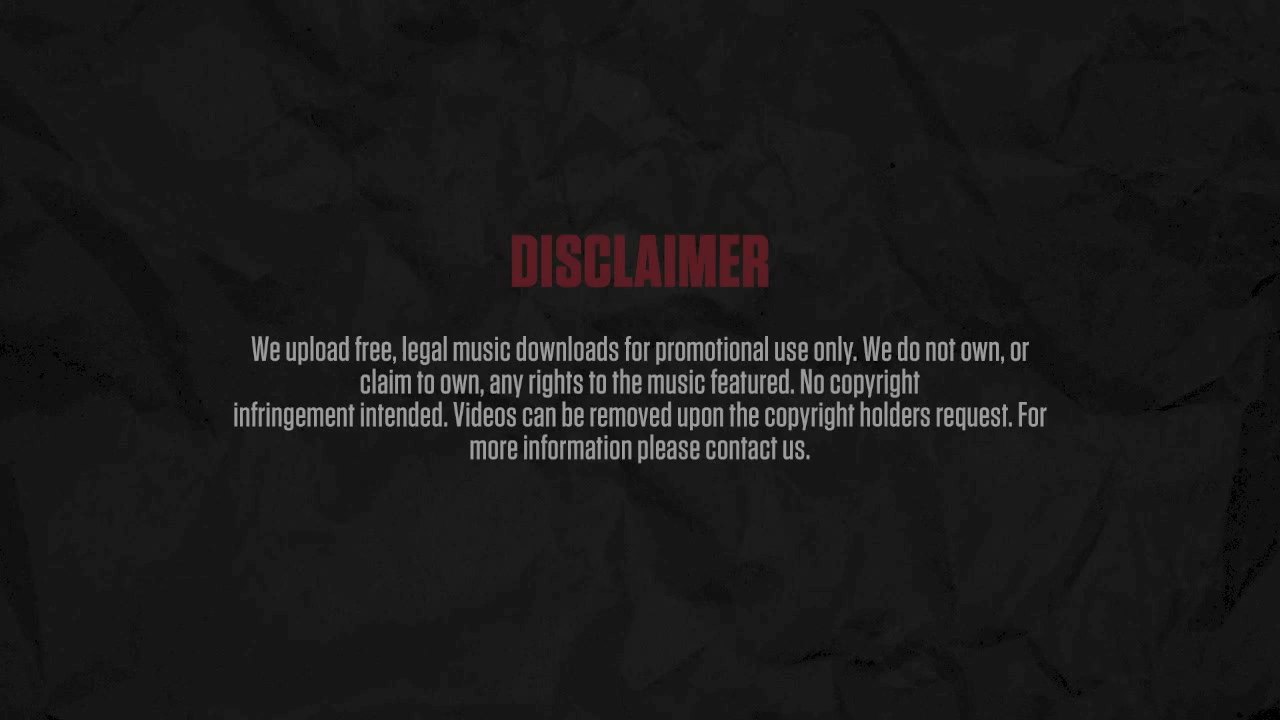 DISCLAIMER
We upload free, legal music downloads for promotional use only. We do not own, or
claim to own, any rights to the music featured. No copyright
infringement intended. Videos can be removed upon the copyright holders request. For
more information please contact us.